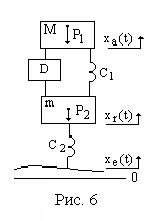 M P1 xa(t)
D C1
m P2 xr(t)
C2 xe(t)
0
Рис. 6